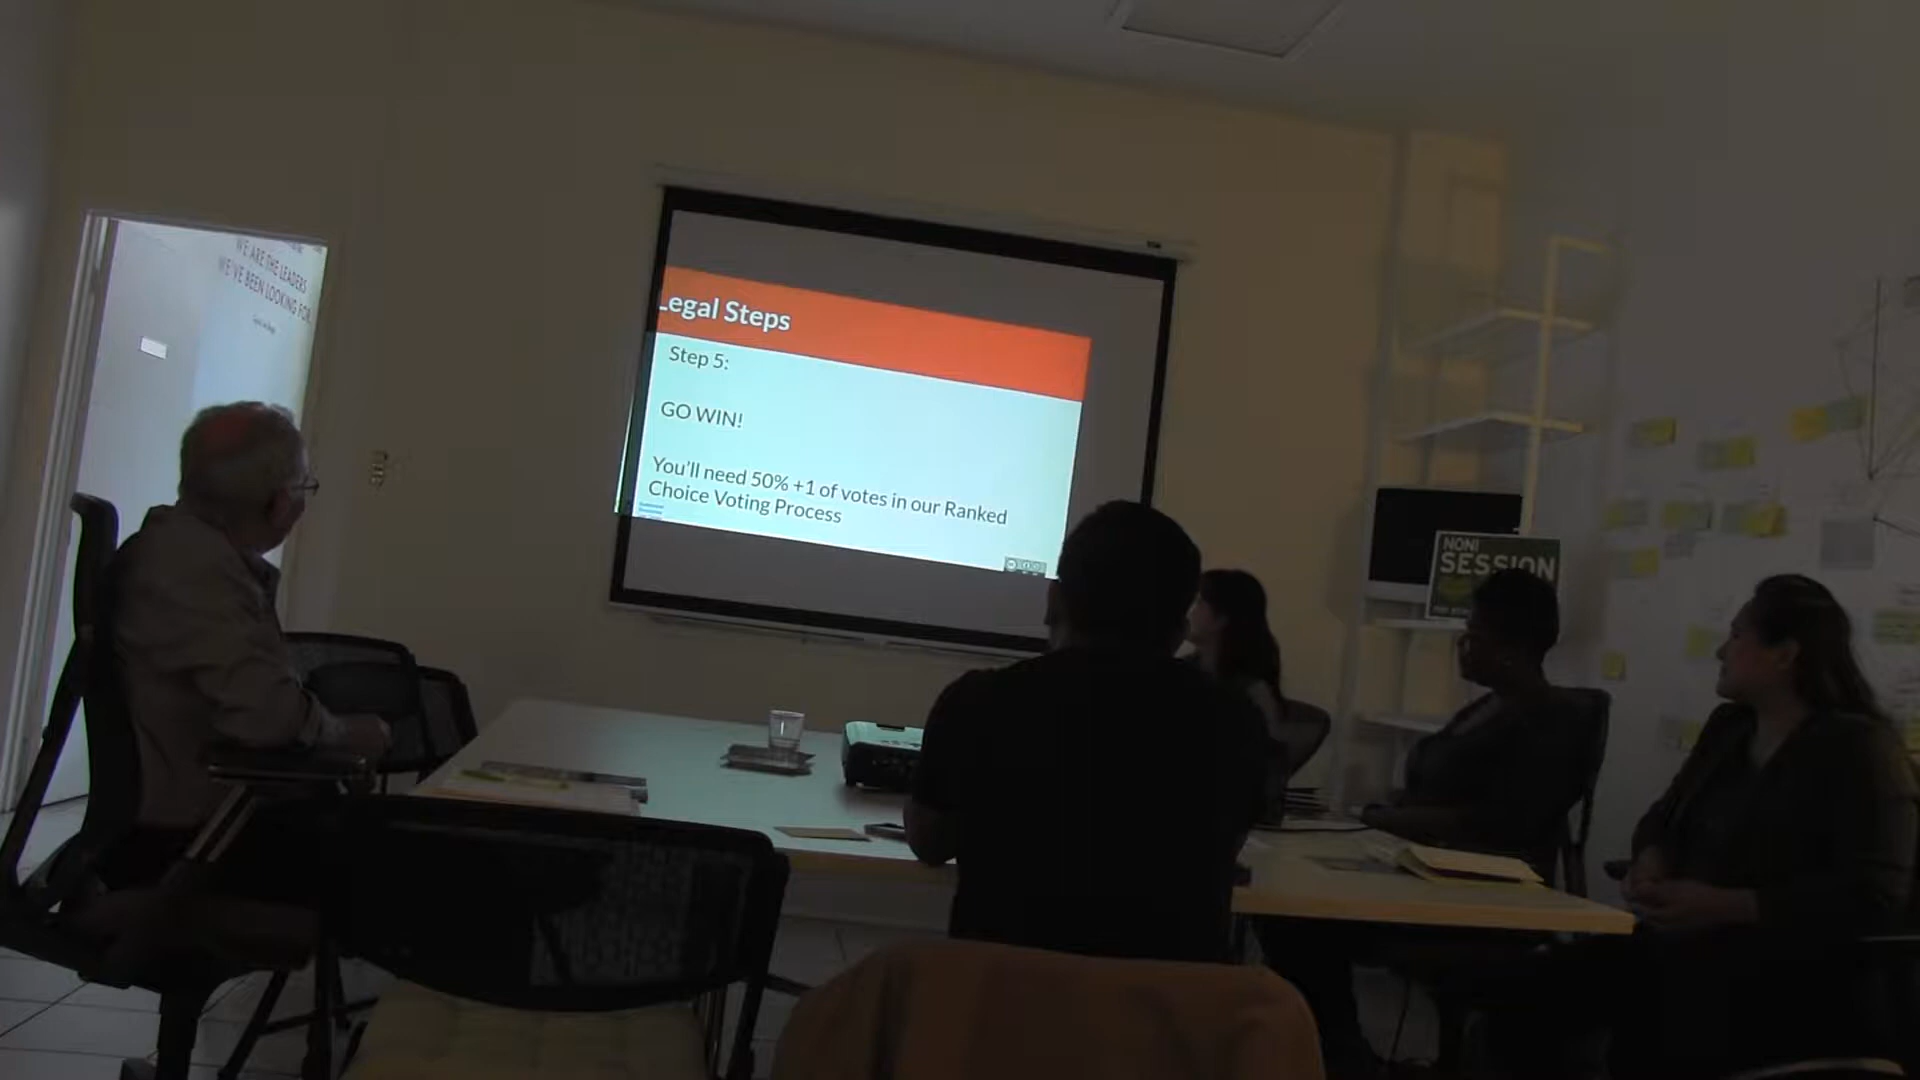 WE ARE THE LEADERS
WE'VE BEEN LOOKING FOR.
Legal Steps
Step 5:
GO WIN!
You'll need 50% +1 of votes in our Ranked
Choice Voting Process
NONI
SESSION